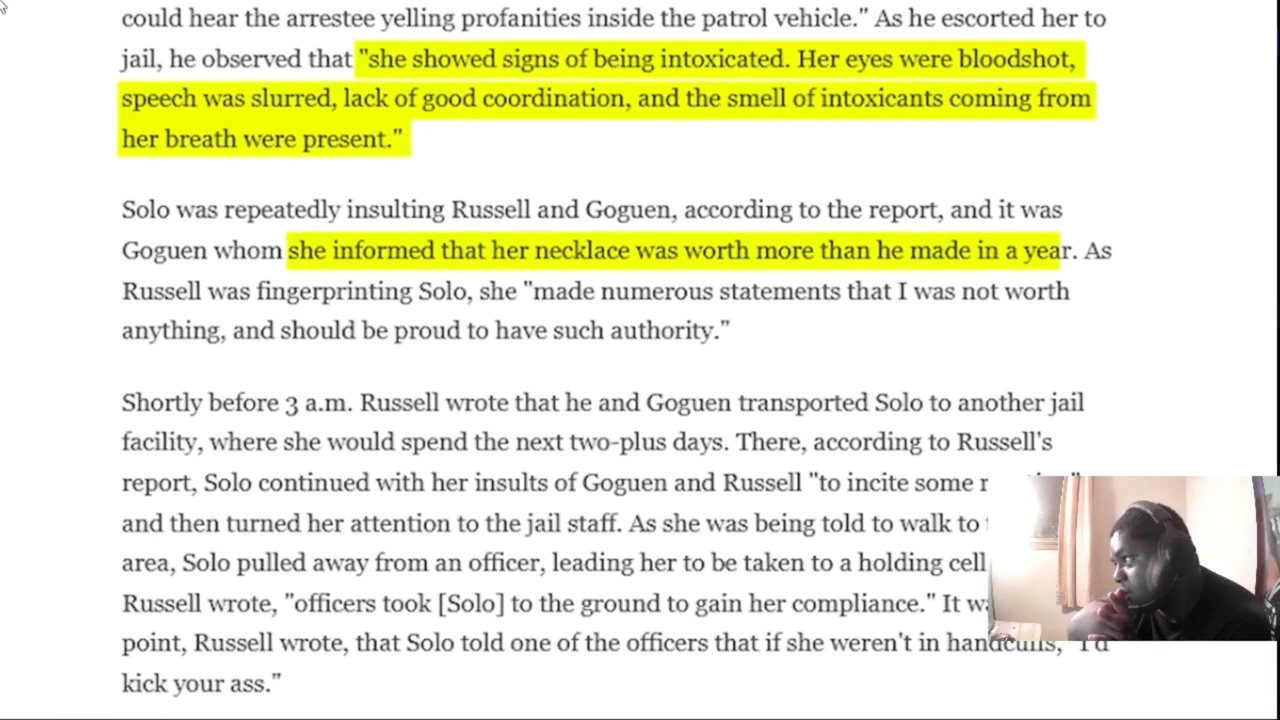 could hear the arrestee yelling profanities inside the patrol vehicle." As he escorted her to
jail, he observed that "she showed signs of being intoxicated. Her eyes were bloodshot,
speech was slurred, lack of good coordination, and the smell of intoxicants coming from
her breath were present."
Solo was repeatedly insulting Russell and Goguen, according to the report, and it was
Goguen whom she informed that her necklace was worth more than he made in a year. As
Russell was fingerprinting Solo, she "made numerous statements that I was not worth
anything, and should be proud to have such authority."
Shortly before 3 a.m. Russell wrote that he and Goguen transported Solo to another jail
facility, where she would spend the next two-plus days. There, according to Russell's
report, Solo continued with her insults of Goguen and Russell "to incite some
and then turned her attention to the jail staff. As she was being told to walk to
area, Solo pulled away from an officer, leading her to be taken to a holding cell
Russell wrote, "officers took [Solo] to the ground to gain her compliance." It
point, Russell wrote, that Solo told one of the officers that if she weren't in handcuffs, "I'd
kick your ass."